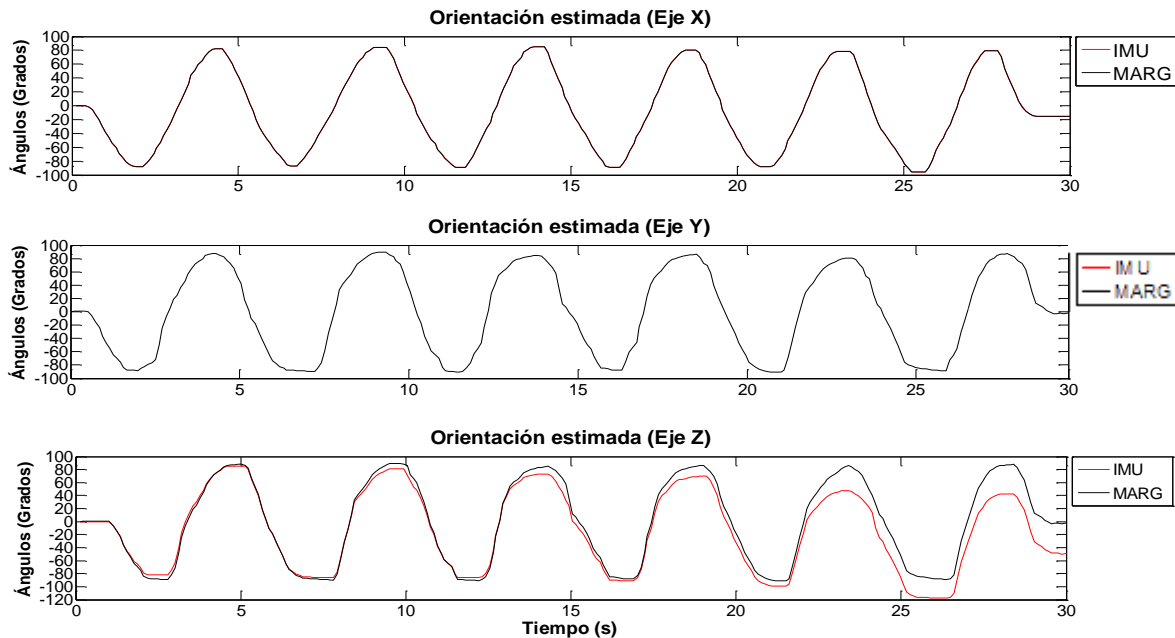 Orientación estimada (Eje X)
Ángulos (Grados)
100
80
60
40
20
0
-20
-40
-60
-80
-100
0 5 10 15 20 25 30
IMU
MARG
Orientación estimada (Eje Y)
Ángulos (Grados)
100
80
60
40
20
0
-20
-40
-60
-80
-100
0 5 10 15 20 25 30
IMU
MARG
Orientación estimada (Eje Z)
Ángulos (Grados)
100
80
60
40
20
0
-20
-40
-60
-80
-100
-120
0 5 10 15 20 25 30
Tiempo (s)
IMU
MARG